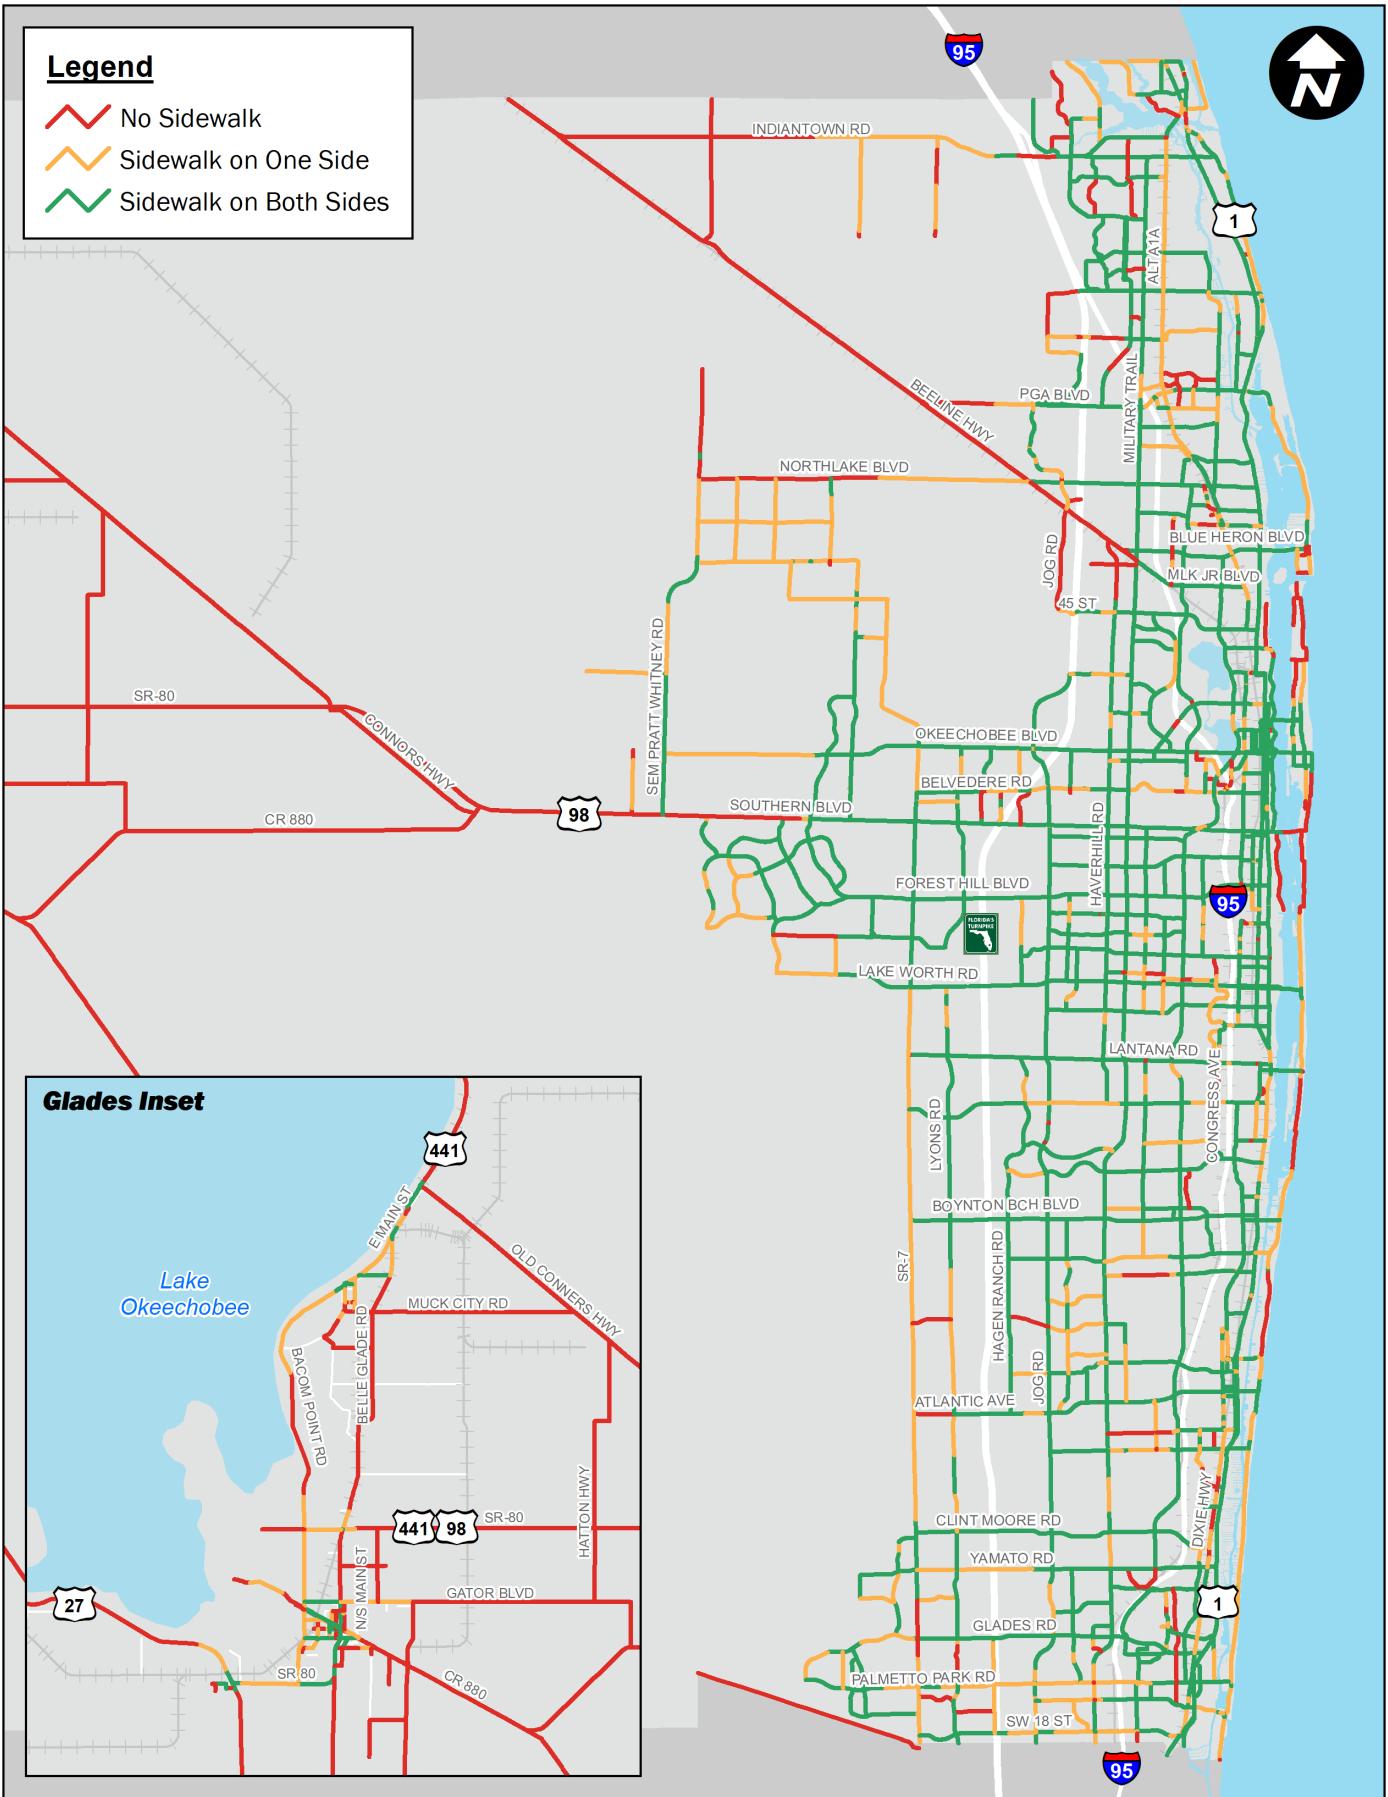 Legend
No Sidewalk
Sidewalk on One Side
Sidewalk on Both Sides
95
N
INDIANTOWN RD
1
ALT A1A
BEELINE HWY
PGA BLVD
MILITARY TRAIL
NORTHLAKE BLVD
BLUE HERON BLVD
JOG RD
MLK JR BLVD
45 ST
SEM PRATT WHITNEY RD
SR-80
CONNORS HWY
OKEECHOBEE BLVD
BELVEDERE RD
98
SOUTHERN BLVD
CR 880
HAVERHILL RD
FOREST HILL BLVD
95
FLORIDA'S
TURNPIKE
LAKE WORTH RD
LANTANA RD
CONGRESS AVE
LYONS RD
BOYNTON BCH BLVD
SR-7
HAGEN RANCH RD
JOG RD
ATLANTIC AVE
DIXIE HWY
CLINT MOORE RD
YAMATO RD
1
GLADES RD
PALMETTO PARK RD
SW 18 ST
95
Glades Inset
441
E MAIN ST
OLD CONNERS HWY
Lake
Okeechobee
MUCK CITY RD
BELLE GLADE RD
BACOM POINT RD
HATTON HWY
441
98
SR-80
N/S MAIN ST
GATOR BLVD
27
SR 80
CR 880